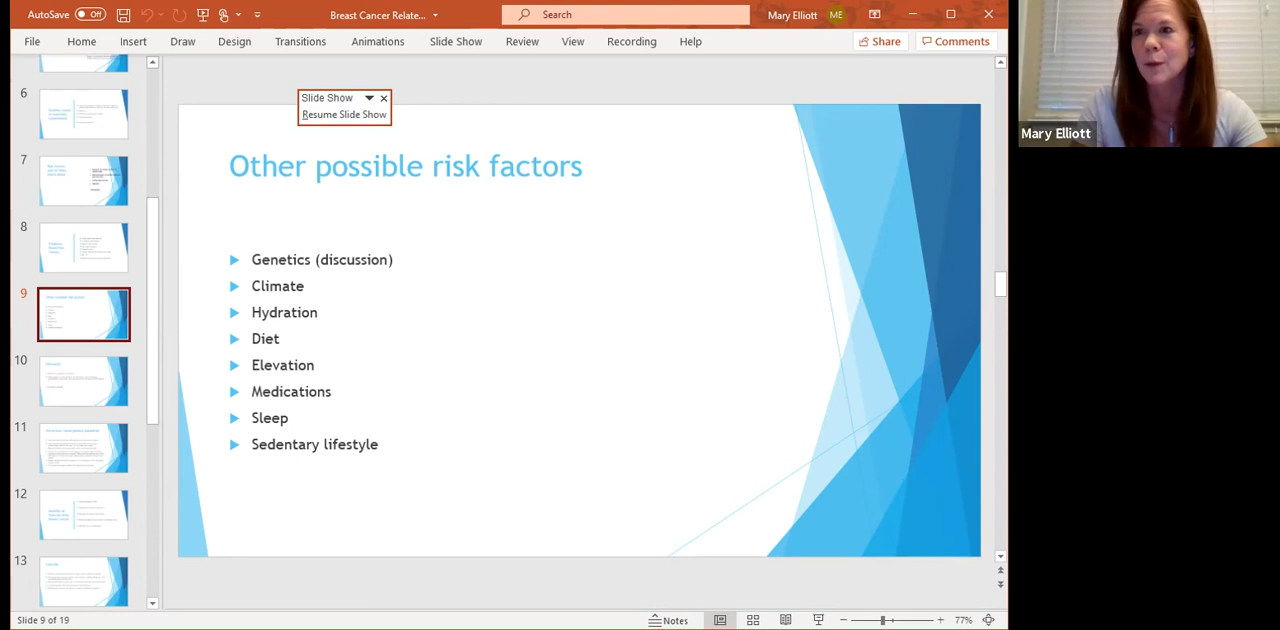 AutoSave Off Breast Cancer Relate... Search Mary Elliott ME
File Home Insert Draw Design Transitions Animations Slide Show Review View Recording Help Share Comments
Mary Elliott
Slide Show
Resume Slide Show
6
7
8
9
10
11
12
13
Other possible risk factors
Genetics (discussion)
Climate
Hydration
Diet
Elevation
Medications
Sleep
Sedentary lifestyle
Slide 9 of 19 Notes 77%